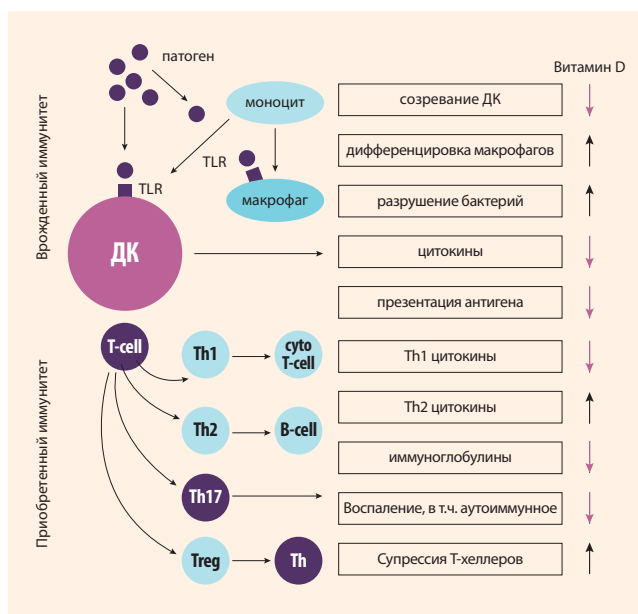 Врожденный иммунитет
патоген
моноцит
TLR
TLR
макрофаг
ДК
Витамин D
созревание ДК
дифференцировка макрофагов
разрушение бактерий
цитокины
презентация антигена
Приобретенный иммунитет
T-cell
Th1
cyto
T-cell
Th2
B-cell
Th17
Treg
Th
Th1 цитокины
Th2 цитокины
иммуноглобулины
Воспаление, в т.ч. аутоиммунное
Супрессия Т-хеллеров